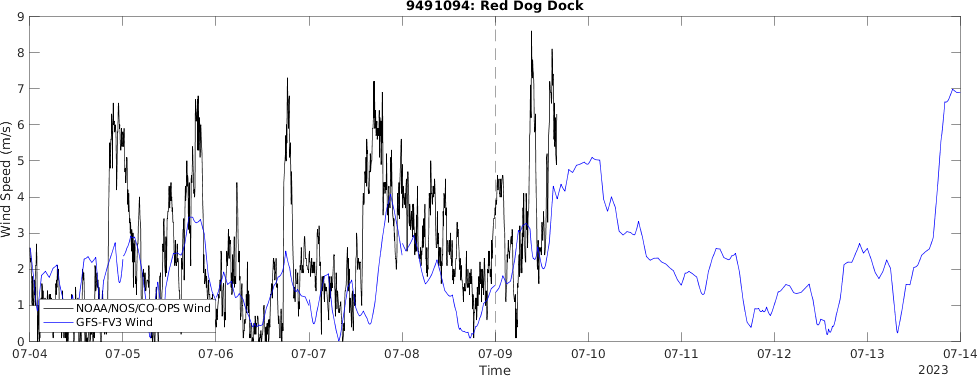 9491094: Red Dog Dock
Wind Speed (m/s)
9
8
7
6
5
4
3
2
1
0
NOAA/NOS/CO-OPS Wind
GFS-FV3 Wind
07-04 07-05 07-06 07-07 07-08 07-09 07-10 07-11 07-12 07-13 07-14
Time
2023